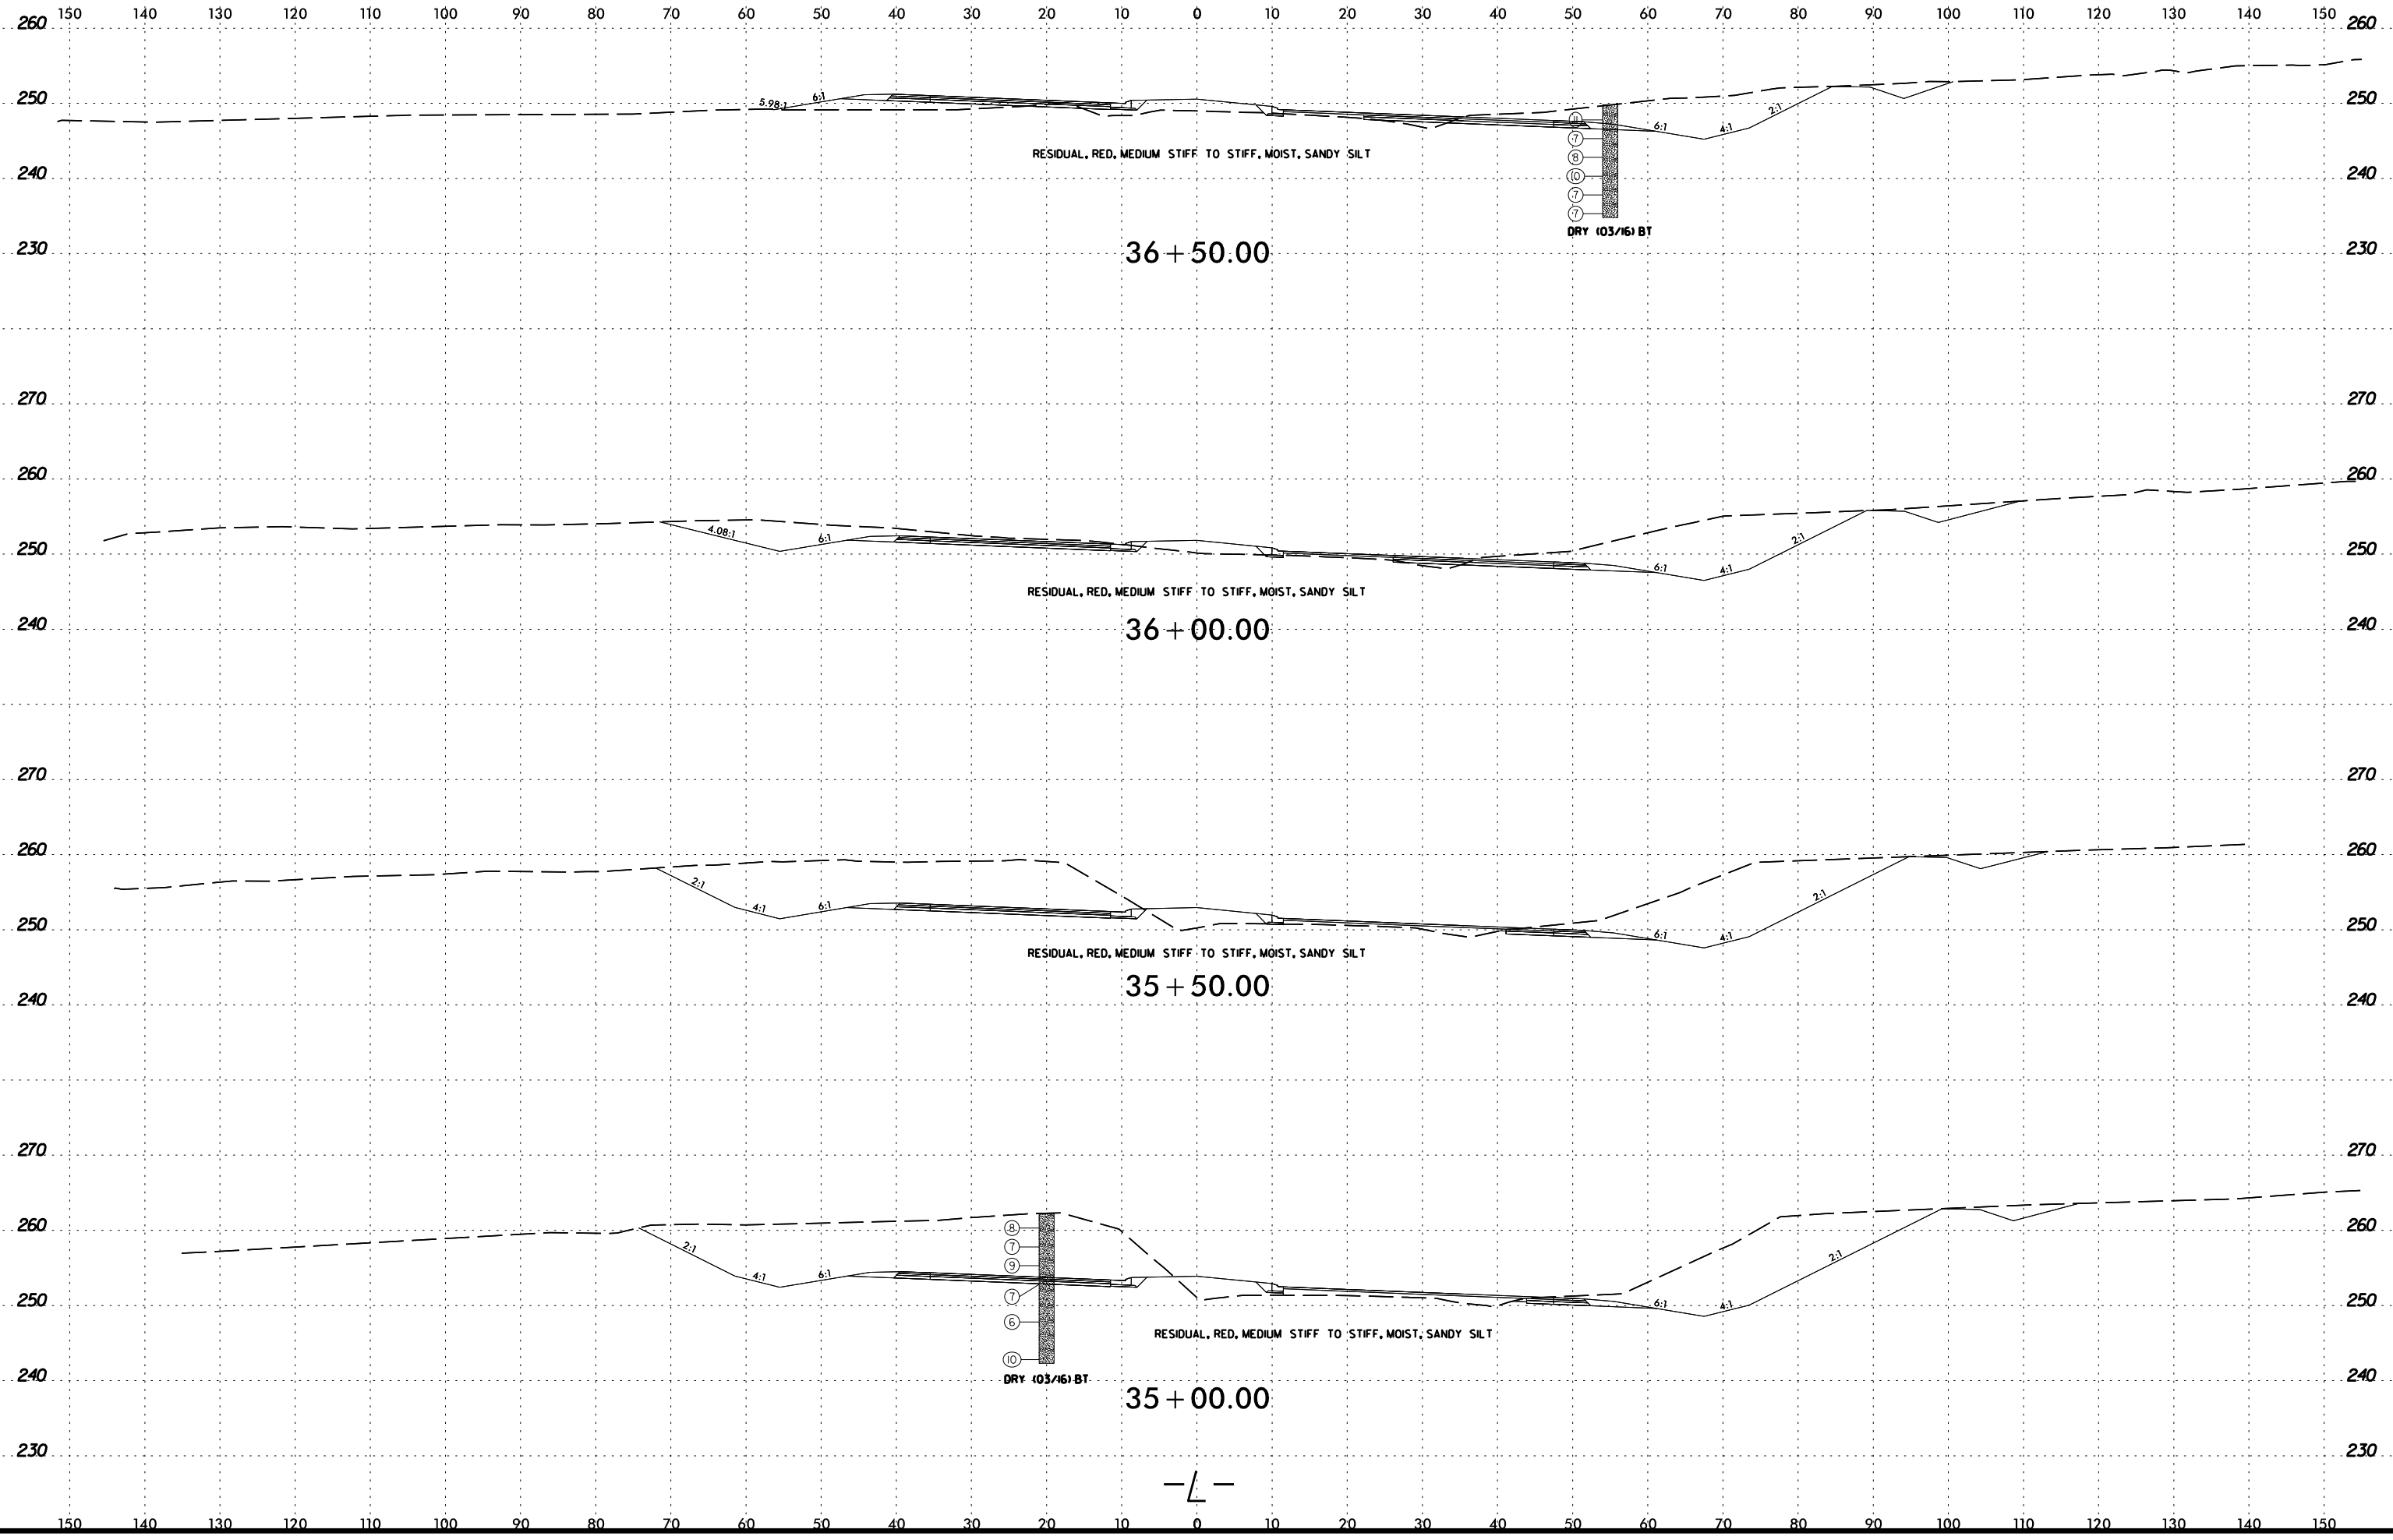 150 140 130 120 110 100 90 80 70 60 50 40 30 20 10 0 10 20 30 40 50 60 70 80 90 100 110 120 130 140 150
260 260
250 5.98:1 6:1 2:1 250
11 6:1 4:1
7
RESIDUAL, RED, MEDIUM STIFF TO STIFF, MOIST, SANDY SILT 8
240 10 240
7
7
DRY (03/16) BT
230 36+50.00 230
270 270
260 260
250 4.08:1 6:1 2:1 250
6:1 4:1
RESIDUAL, RED, MEDIUM STIFF TO STIFF, MOIST, SANDY SILT
240 36+00.00 240
270 270
260 260
2:1 2:1
4:1 6:1
250 6:1 4:1 250
RESIDUAL, RED, MEDIUM STIFF TO STIFF, MOIST, SANDY SILT
35+50.00
240 240
270 270
260 8 260
2:1 7 2:1
9
4:1 6:1
250 7 6:1 4:1 250
6
RESIDUAL, RED, MEDIUM STIFF TO STIFF, MOIST, SANDY SILT
10
240 DRY (03/16) BT 240
35+00.00
230 230
-L-
150 140 130 120 110 100 90 80 70 60 50 40 30 20 10 0 10 20 30 40 50 60 70 80 90 100 110 120 130 140 150